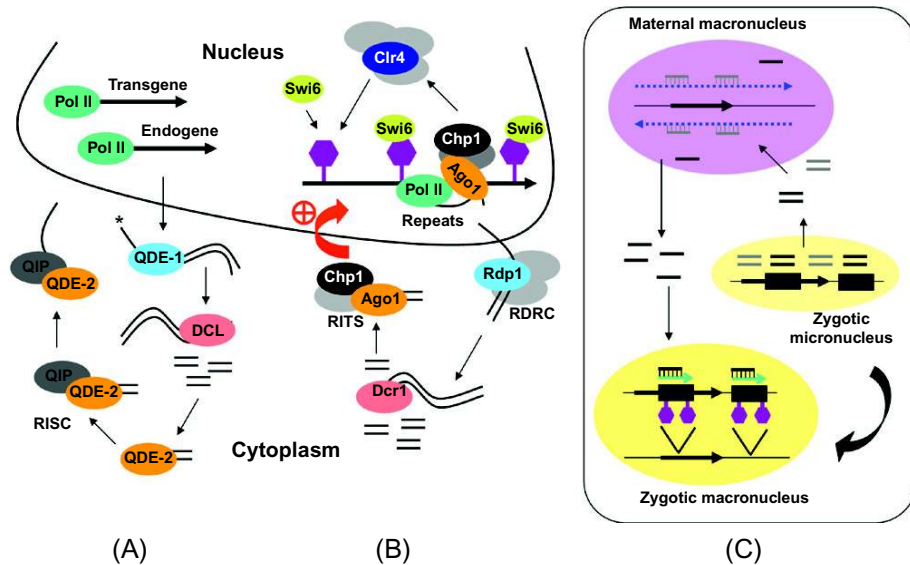 Nucleus
Transgene
Pol II
Endogene
Pol II
*
QDE-1
QIP
QDE-2
DCL
QIP
QDE-2
RISC
QDE-2
Cytoplasm
Clr4
Swi6
Swi6
Chp1
Swi6
Pol II
Ago1
Repeats
Chp1
Ago1
RITS
Rdp1
RDRC
Dcr1
Maternal macronucleus
Zygotic
micronucleus
Zygotic macronucleus
(A)
(B)
(C)